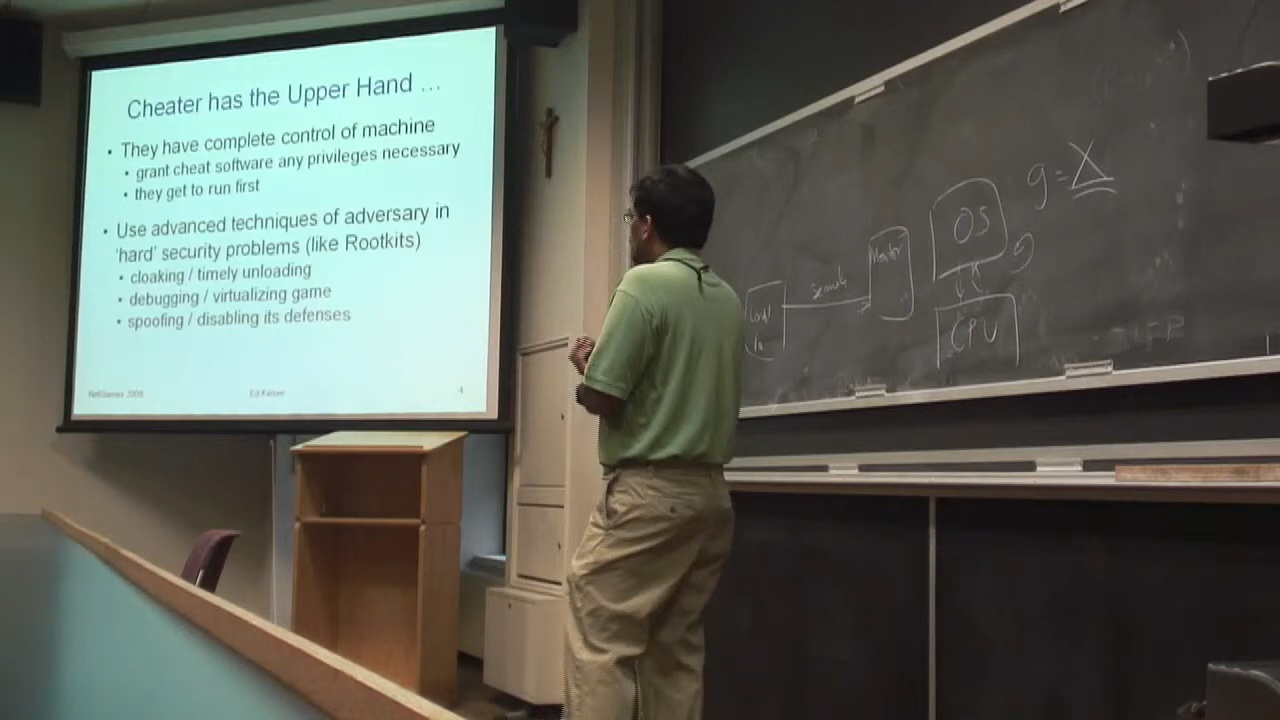 Cheater has the Upper Hand …
• They have complete control of machine
• grant cheat software any privileges necessary
• they get to run first
• Use advanced techniques of adversary in
'hard' security problems (like Rootkits)
• cloaking / timely unloading
• debugging / virtualizing game
• spoofing / disabling its defenses
NetGames 2008
Ed Kaiser
4
g = X
OS
g
Monitor
CPU